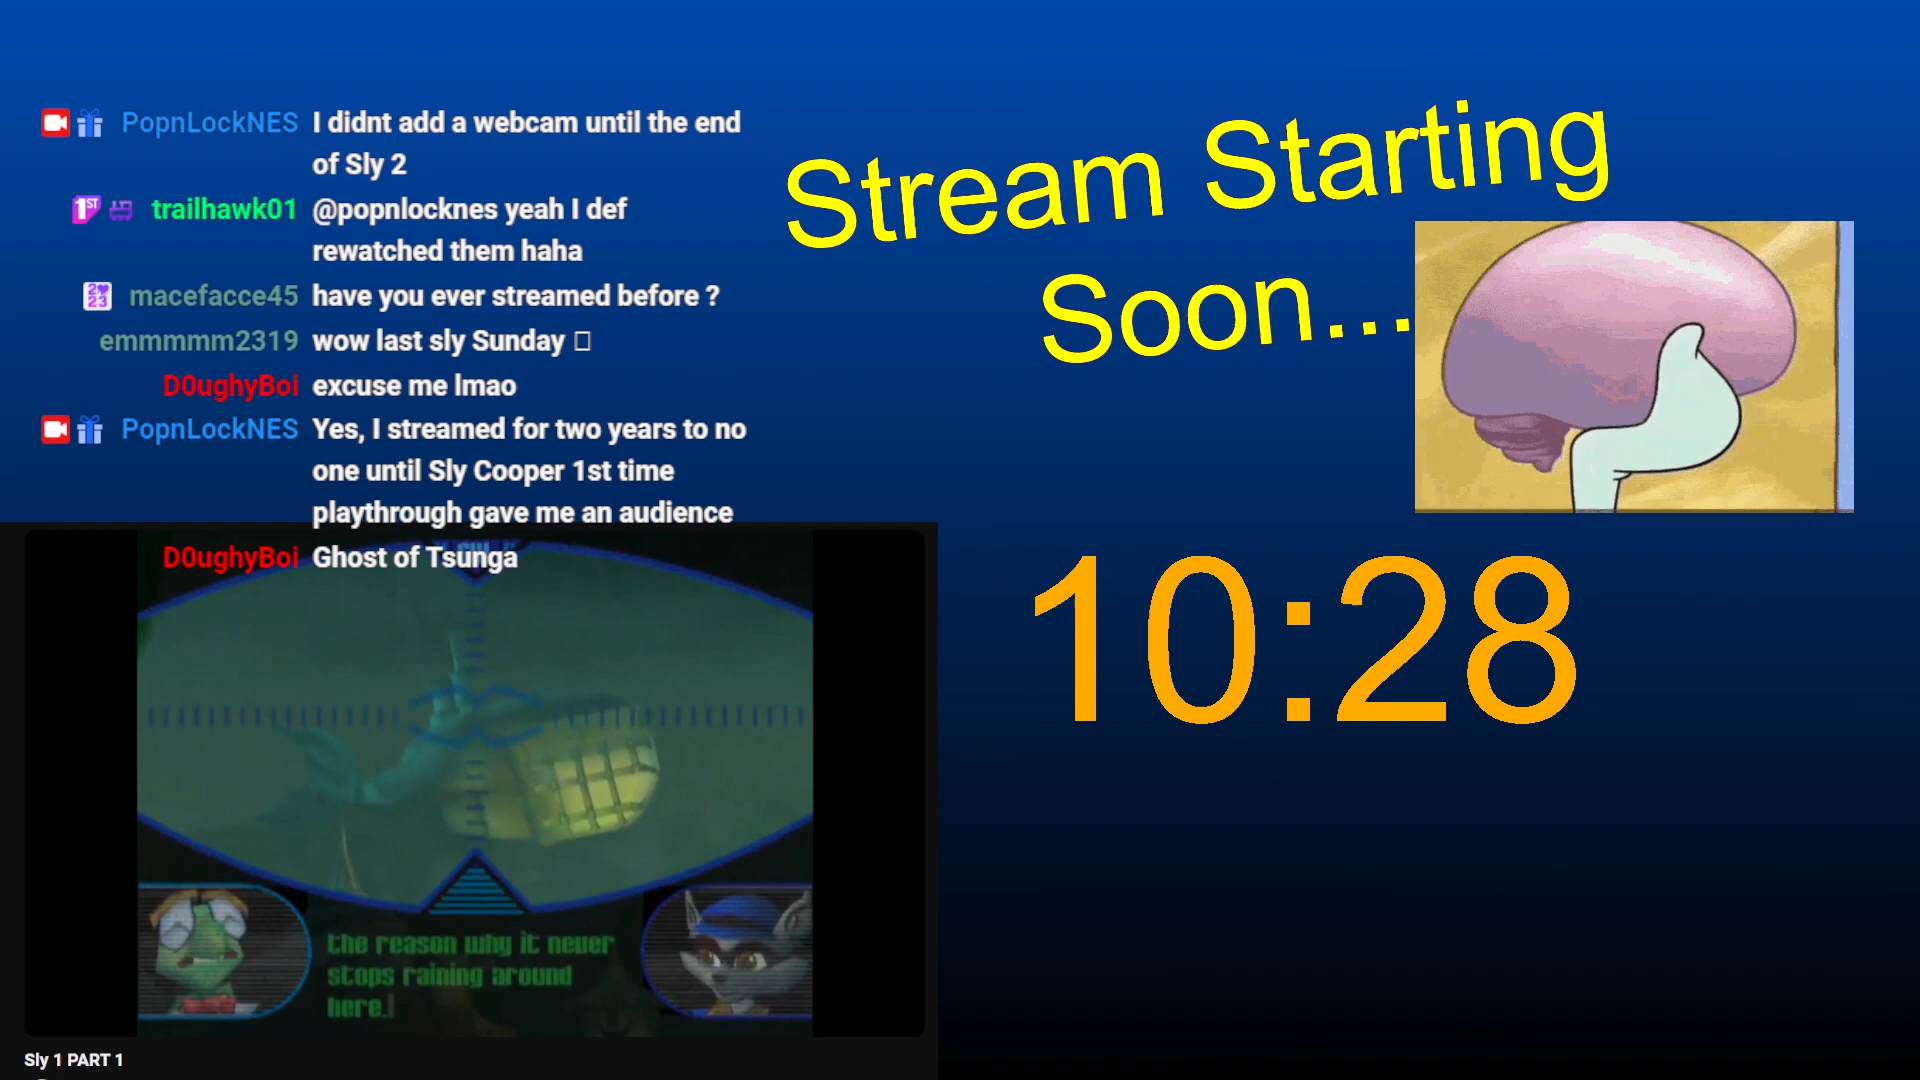 PopnLockNES I didnt add a webcam until the end
of Sly 2
1ST trailhawk01 @popnlocknes yeah I def
rewatched them haha
2023 macefacce45 have you ever streamed before ?
emmmmm2319 wow last sly Sunday
D0ughyBoi excuse me lmao
PopnLockNES Yes, I streamed for two years to no
one until Sly Cooper 1st time
playthrough gave me an audience
D0ughyBoi Ghost of Tsunga
Stream Starting
Soon...
10:28
the reason why it never
stops raining around
here.
Sly 1 PART 1